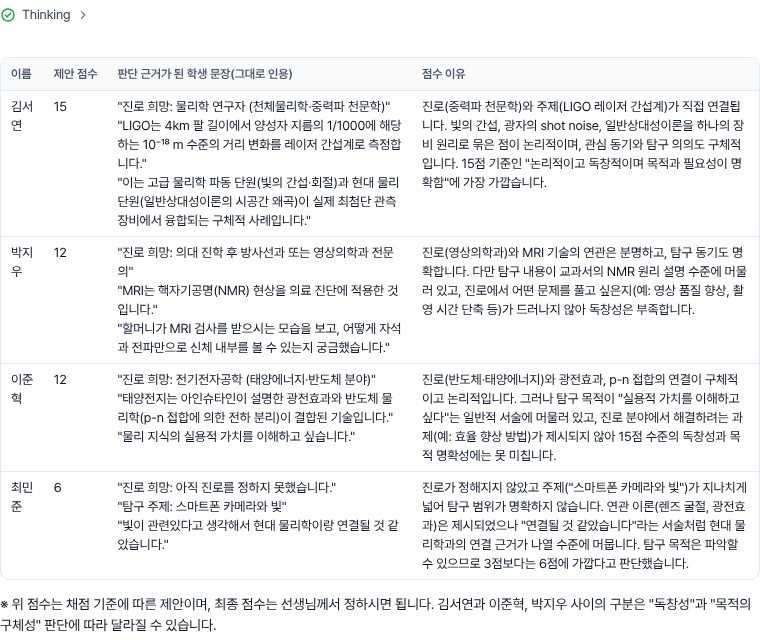 Thinking
이름 제안 점수 판단 근거가 된 학생 문장(그대로 인용) 점수 이유
김서연
15
"진로 희망: 물리학 연구자 (천체물리학·중력파 천문학)"
"LIGO는 4km 팔 길이에서 양성자 지름의 1/1000에 해당
하는 10⁻¹⁸ m 수준의 거리 변화를 레이저 간섭계로 측정합
니다."
"이는 고급 물리학 파동 단원(빛의 간섭·회절)과 현대 물리
단원(일반상대성이론의 시공간 왜곡)이 실제 최첨단 관측
장비에서 융합되는 구체적 사례입니다."
진로(중력파 천문학)와 주제(LIGO 레이저 간섭계)가 직접 연결됩
니다. 빛의 간섭, 광자의 shot noise, 일반상대성이론을 하나의 장
비 원리로 묶은 점이 논리적이며, 관심 동기와 탐구 의의도 구체적
입니다. 15점 기준인 "논리적이고 독창적이며 목적과 필요성이 명
확함"에 가장 가깝습니다.
박지우
12
"진로 희망: 의대 진학 후 방사선과 또는 영상의학과 전문
의"
"MRI는 핵자기공명(NMR) 현상을 의료 진단에 적용한 것
입니다."
"할머니가 MRI 검사를 받으시는 모습을 보고, 어떻게 자석
과 전파만으로 신체 내부를 볼 수 있는지 궁금했습니다."
진로(영상의학과)와 MRI 기술의 연관은 분명하고, 탐구 동기도 명
확합니다. 다만 탐구 내용이 교과서의 NMR 원리 설명 수준에 머물
러 있고, 진로에서 어떤 문제를 풀고 싶은지(예: 영상 품질 향상, 촬
영 시간 단축 등)가 드러나지 않아 독창성은 부족합니다.
이준혁
12
"진로 희망: 전기전자공학 (태양에너지·반도체 분야)"
"태양전지는 아인슈타인이 설명한 광전효과와 반도체 물
리학(p-n 접합에 의한 전하 분리)이 결합된 기술입니다."
"물리 지식의 실용적 가치를 이해하고 싶습니다."
진로(반도체·태양에너지)와 광전효과, p-n 접합의 연결이 구체적
이고 논리적입니다. 그러나 탐구 목적이 "실용적 가치를 이해하고
싶다"는 일반적 서술에 머물러 있고, 진로 분야에서 해결하려는 과
제(예: 효율 향상 방법)가 제시되지 않아 15점 수준의 독창성과 목
적 명확성에는 못 미칩니다.
최민준
6
"진로 희망: 아직 진로를 정하지 못했습니다."
"탐구 주제: 스마트폰 카메라와 빛"
"빛이 관련있다고 생각해서 현대 물리학이랑 연결될 것 같
았습니다."
진로가 정해지지 않았고 주제("스마트폰 카메라와 빛")가 지나치게
넓어 탐구 범위가 명확하지 않습니다. 연관 이론(렌즈 굴절, 광전효
과)은 제시되었으나 "연결될 것 같았습니다"라는 서술처럼 현대 물
리학과의 연결 근거가 나열 수준에 머뭅니다. 탐구 목적은 파악할
수 있으므로 3점보다는 6점에 가깝다고 판단했습니다.
※ 위 점수는 채점 기준에 따른 제안이며, 최종 점수는 선생님께서 정하시면 됩니다. 김서연과 이준혁, 박지우 사이의 구분은 "독창성"과 "목적의
구체성" 판단에 따라 달라질 수 있습니다.